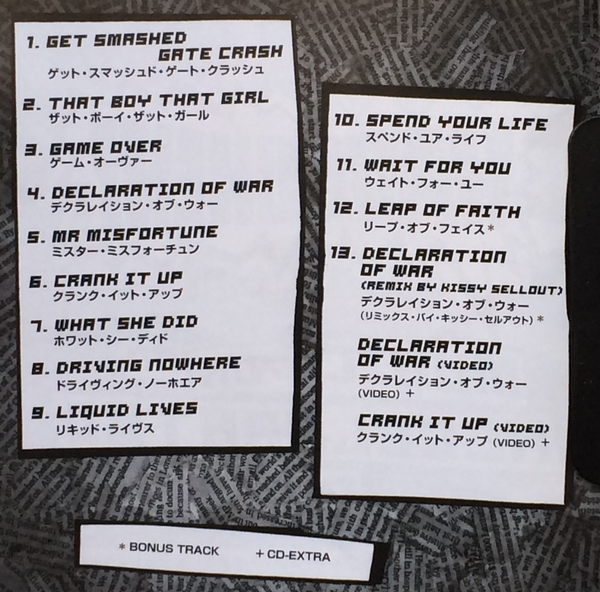 1. GET SMASHED
GATE CRASH
ゲット・スマッシュド・ゲート・クラッシュ
2. THAT BOY THAT GIRL
ザット・ボーイ・ザット・ガール
3. GAME OVER
ゲーム・オーヴァー
4. DECLARATION OF WAR
デクラレイション・オブ・ウォー
5. MR MISFORTUNE
ミスター・ミスフォーチュン
6. CRANK IT UP
クランク・イット・アップ
7. WHAT SHE DID
ホワット・シー・ディド
8. DRIVING NOWHERE
ドライヴィング・ノーホエア
9. LIQUID LIVES
リキッド・ライヴス
10. SPEND YOUR LIFE
スペンド・ユア・ライフ
11. WAIT FOR YOU
ウェイト・フォー・ユー
12. LEAP OF FAITH
リープ・オブ・フェイス*
13. DECLARATION
OF WAR
(REMIX BY KISSY SELLOUT)
デクラレイション・オブ・ウォー
(リミックス・バイ・キッシー・セルアウト) *
DECLARATION
OF WAR (VIDEO)
デクラレイション・オブ・ウォー
(VIDEO) +
CRANK IT UP (VIDEO)
クランク・イット・アップ (VIDEO) +
* BONUS TRACK + CD-EXTRA